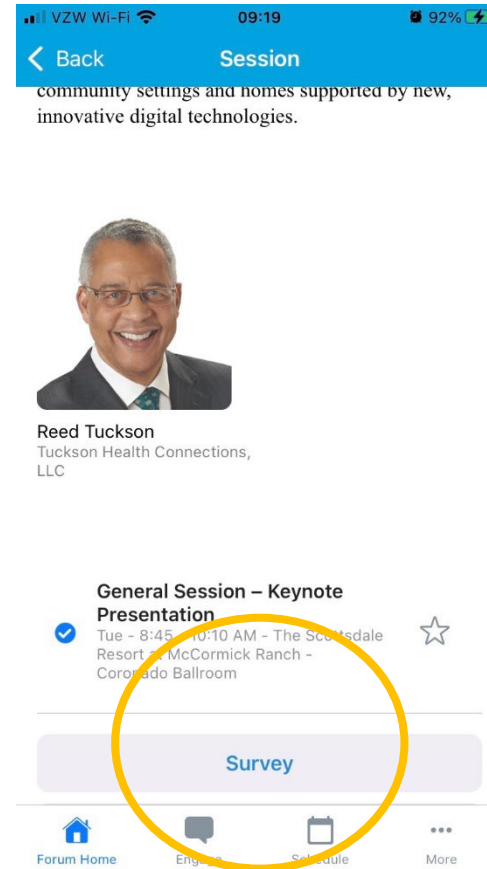 VZW Wi-Fi 09:19 92%
Back Session
community settings and homes supported by new,
innovative digital technologies.
Reed Tuckson
Tuckson Health Connections,
LLC
General Session – Keynote
Presentation
Tue - 8:45 - 10:10 AM - The Scottsdale
Resort at McCormick Ranch -
Coronado Ballroom
Survey
Forum Home Engage Schedule More